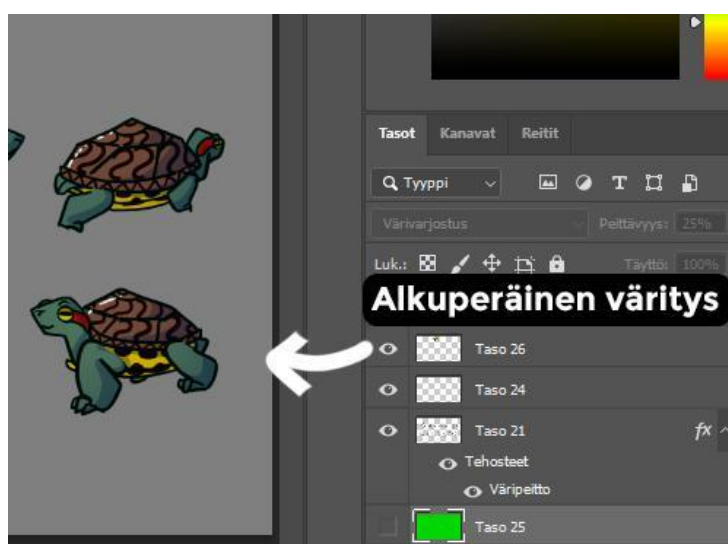 Tasot Kanavat Reitit
Tyyppi
Värivarjostus Peittävyys: 25%
Luk.: Täyttö: 100%
Alkuperäinen väritys
Taso 26
Taso 24
Taso 21 fx
Tehosteet
Väripeitto
Taso 25